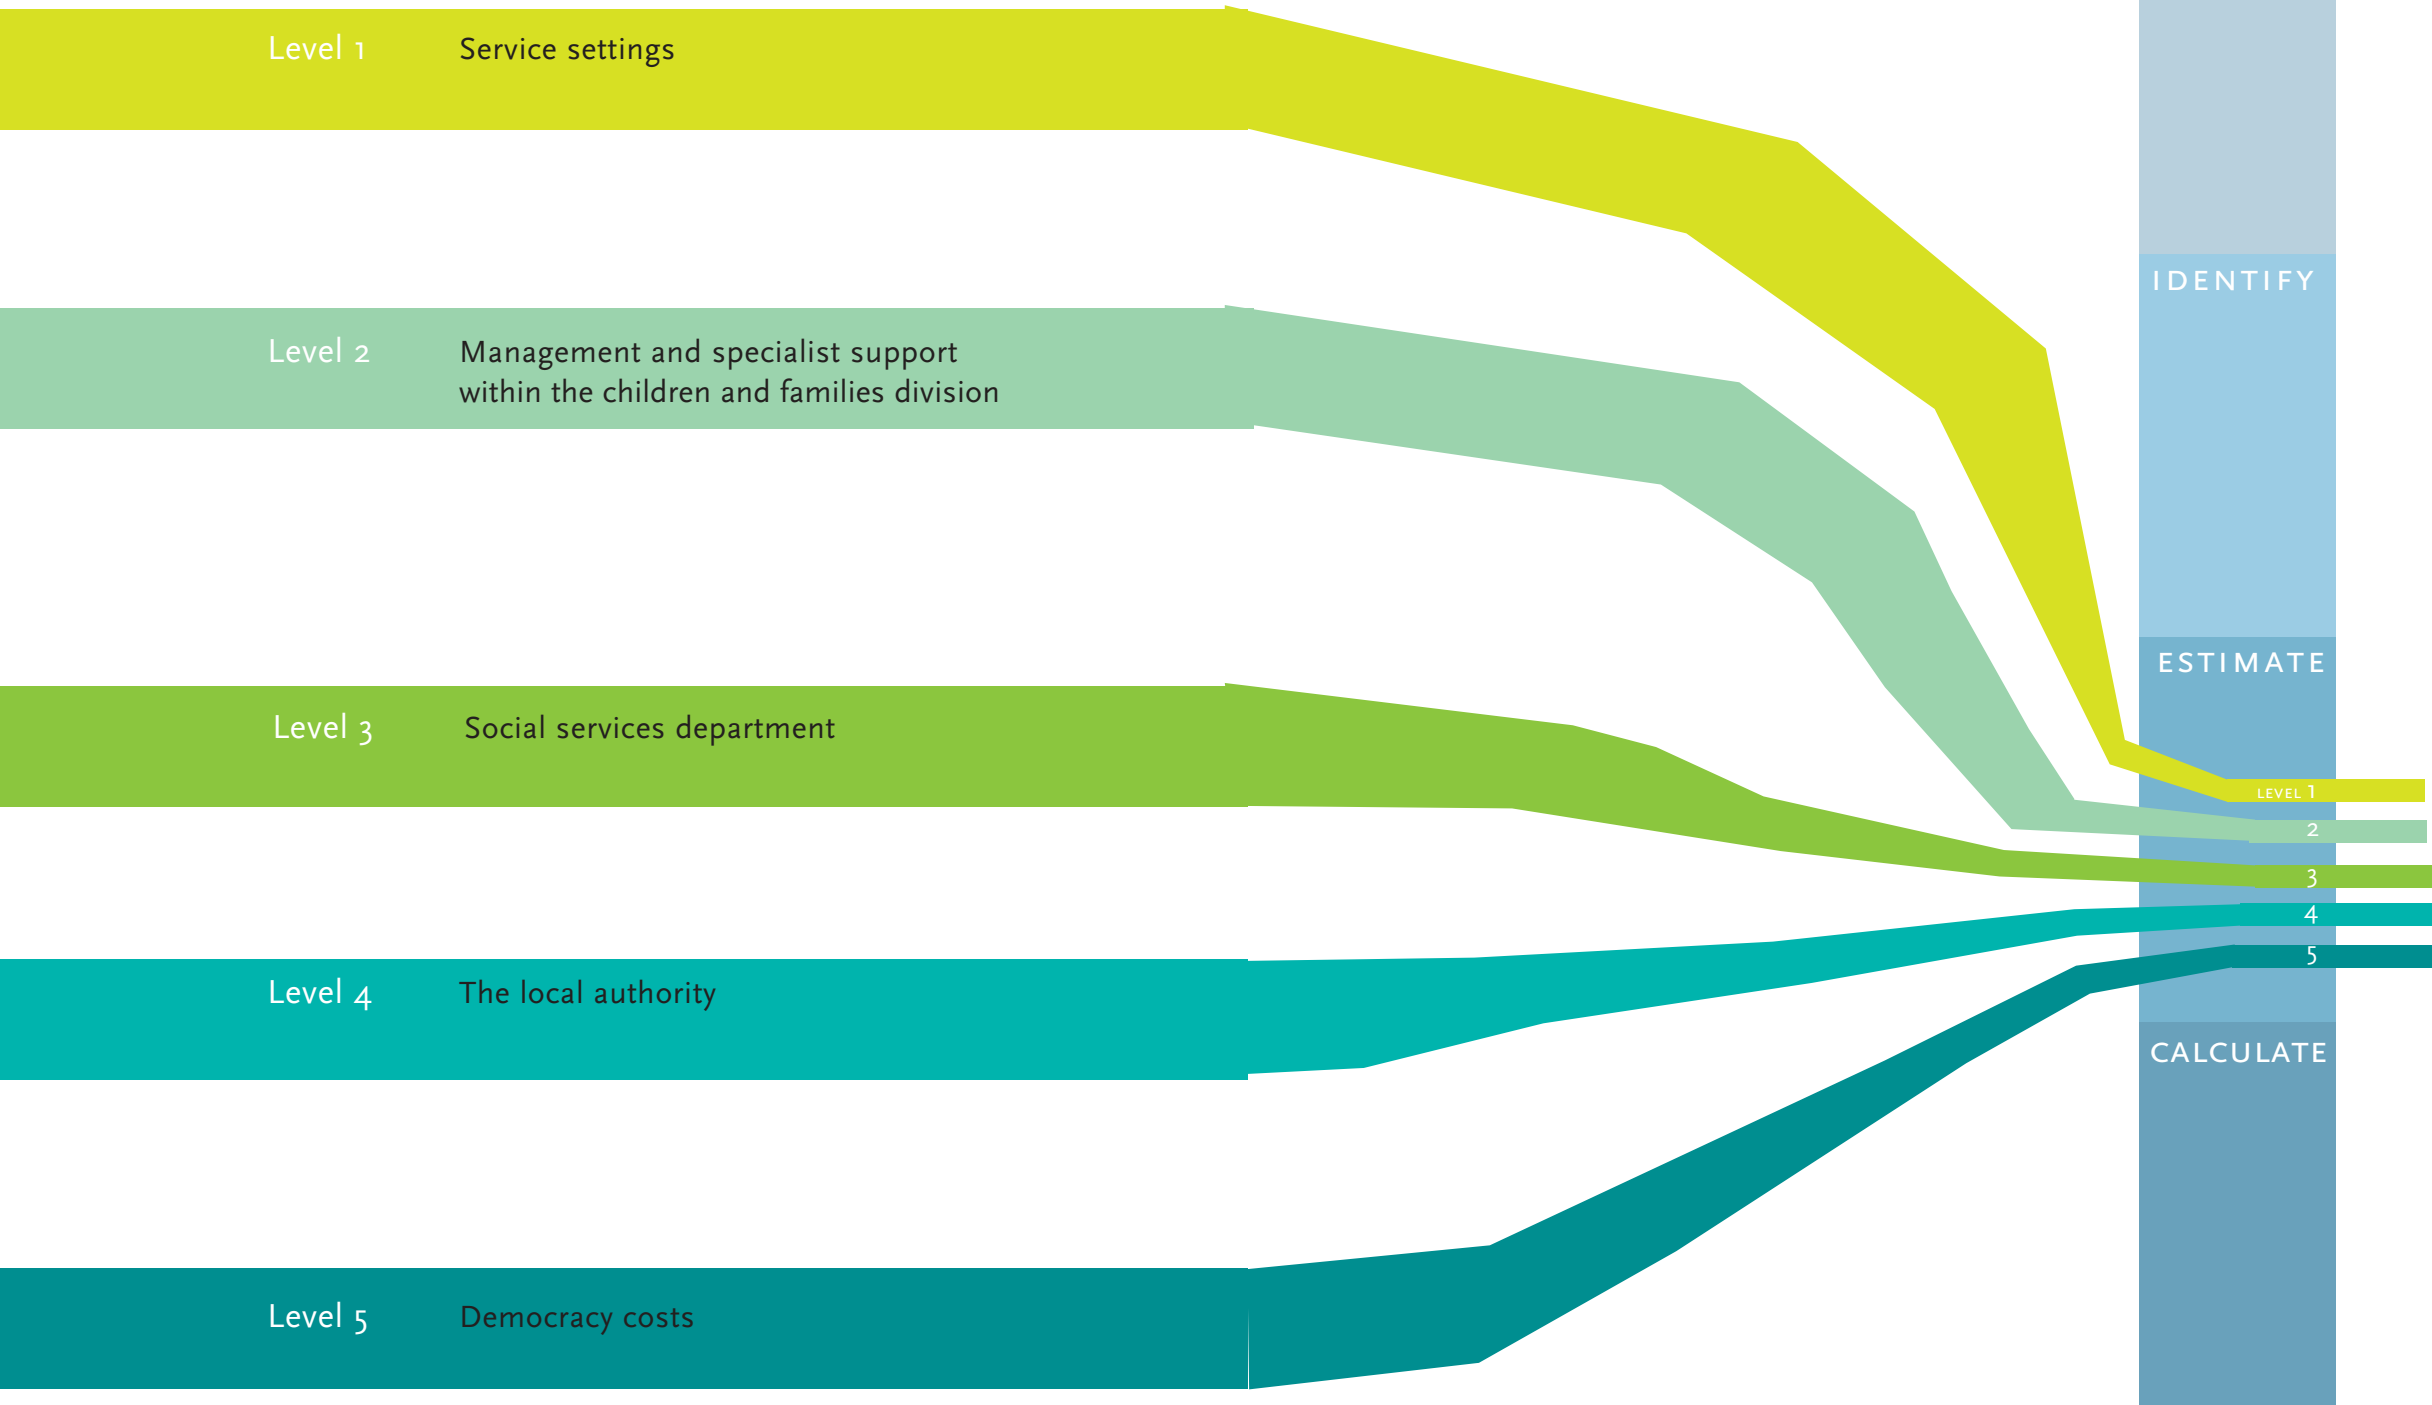 Level 1 Service settings
IDENTIFY
Level 2 Management and specialist support
within the children and families division
ESTIMATE
Level 3 Social services department
LEVEL 1
2
3
4
5
Level 4 The local authority
CALCULATE
Level 5 Democracy costs